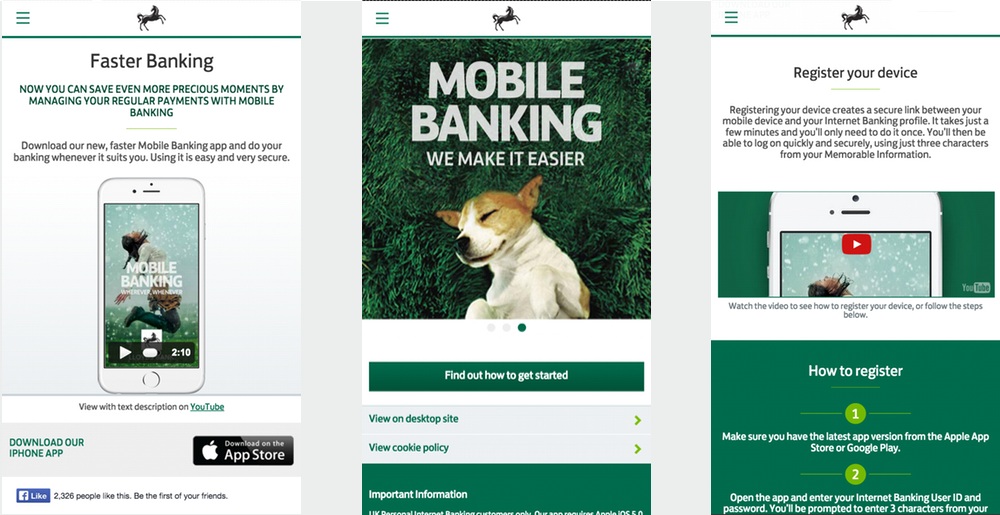 Faster Banking
NOW YOU CAN SAVE EVEN MORE PRECIOUS MOMENTS BY
MANAGING YOUR REGULAR PAYMENTS WITH MOBILE
BANKING
Download our new, faster Mobile Banking app and do your
banking whenever it suits you. Using it is easy and very secure.
MOBILE
BANKING
WHEREVER, WHENEVER
2:10
View with text description on YouTube
DOWNLOAD OUR
IPHONE APP
Download on the
App Store
Like 2,326 people like this. Be the first of your friends.
MOBILE
BANKING
WE MAKE IT EASIER
Find out how to get started
View on desktop site
View cookie policy
Important Information
UK Personal Internet Banking customers only. Our app requires Apple iOS 5.0
Register your device
Registering your device creates a secure link between your
mobile device and your Internet Banking profile. It takes just a
few minutes and you'll only need to do it once. You'll then be
able to log on quickly and securely, using just three characters
from your Memorable Information.
YouTube
Watch the video to see how to register your device, or follow the steps
below.
How to register
1
Make sure you have the latest app version from the Apple App
Store or Google Play.
2
Open the app and enter your Internet Banking User ID and
password. You'll be prompted to enter 3 characters from your